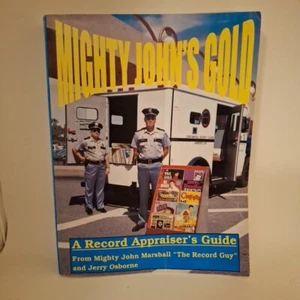 MIGHTY JOHN'S GOLD
A Record Appraiser's Guide
From Mighty John Marshall "The Record Guy"
and Jerry Osborne